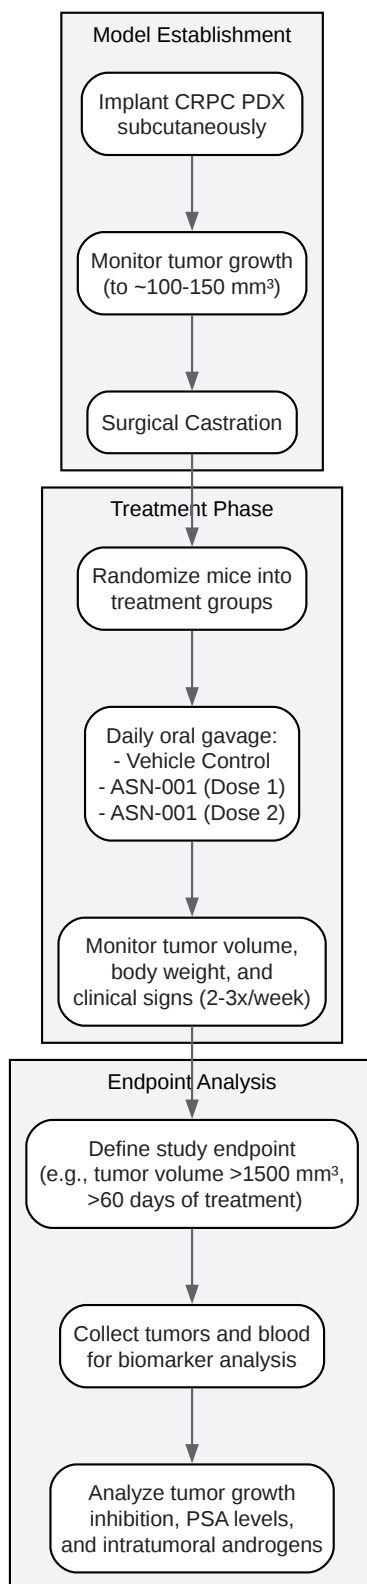 Model Establishment
Implant CRPC PDX
subcutaneously
Monitor tumor growth
(to ~100-150 mm³)
Surgical Castration
Treatment Phase
Randomize mice into
treatment groups
Daily oral gavage:
- Vehicle Control
- ASN-001 (Dose 1)
- ASN-001 (Dose 2)
Monitor tumor volume,
body weight, and
clinical signs (2-3x/week)
Endpoint Analysis
Define study endpoint
(e.g., tumor volume >1500 mm³,
>60 days of treatment)
Collect tumors and blood
for biomarker analysis
Analyze tumor growth
inhibition, PSA levels,
and intratumoral androgens